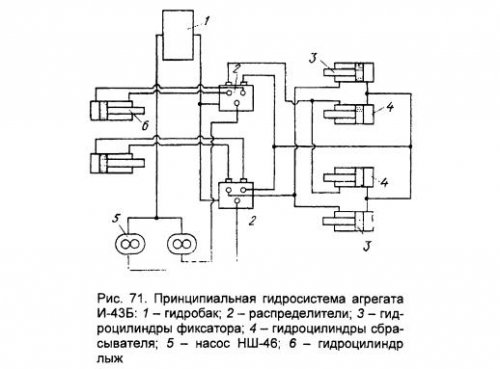 1
2
3
4
6
4
5
2
3
Рис. 71. Принципиальная гидросистема агрегата
И-43Б: 1 – гидробак; 2 – распределители; 3 – гид-
роцилиндры фиксатора; 4 – гидроцилиндры сбра-
сывателя; 5 – насос НШ-46; 6 – гидроцилиндр
лыж